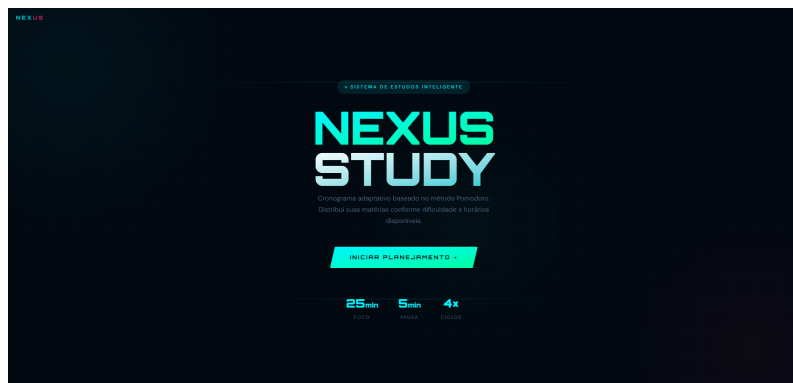 NEXUS
SISTEMA DE ESTUDOS INTELIGENTE
NEXUS
STUDY
Cronograma adaptativo baseado no método Pomodoro.
Distribui suas matérias conforme dificuldade e horários
disponíveis.
INICIAR PLANEJAMENTO
25min 5min 4x
FOCO PAUSA CICLOS